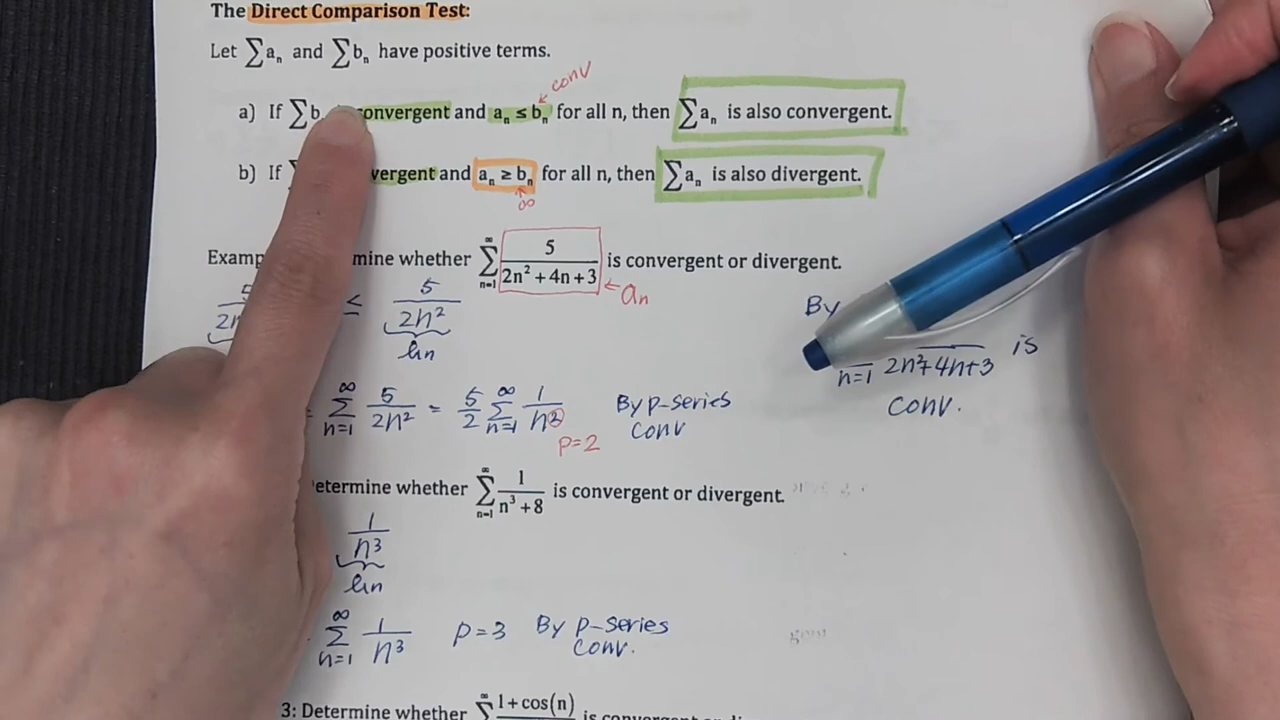 The Direct Comparison Test:
Let ∑aₙ and ∑bₙ have positive terms.
conv
a) If ∑b convergent and aₙ ≤ bₙ for all n, then ∑aₙ is also convergent.
b) If vergent and aₙ ≥ bₙ for all n, then ∑aₙ is also divergent.
∞
Examp mine whether ∑_{n=1}^{∞} 5/(2n² + 4n + 3) is convergent or divergent.
← aₙ
5/2n ≤ 5/2n²
bn
By
n=1 2n²+4n+3 is
conv.
= ∑_{n=1}^{∞} 5/2n² = 5/2 ∑_{n=1}^{∞} 1/n² By p-series
conv
p=2
etermine whether ∑_{n=1}^{∞} 1/(n³ + 8) is convergent or divergent.
1/n³
bn
∑_{n=1}^{∞} 1/n³ p=3 By p-series
conv.
3: Determine whether ∑^{∞} 1 + cos(n)